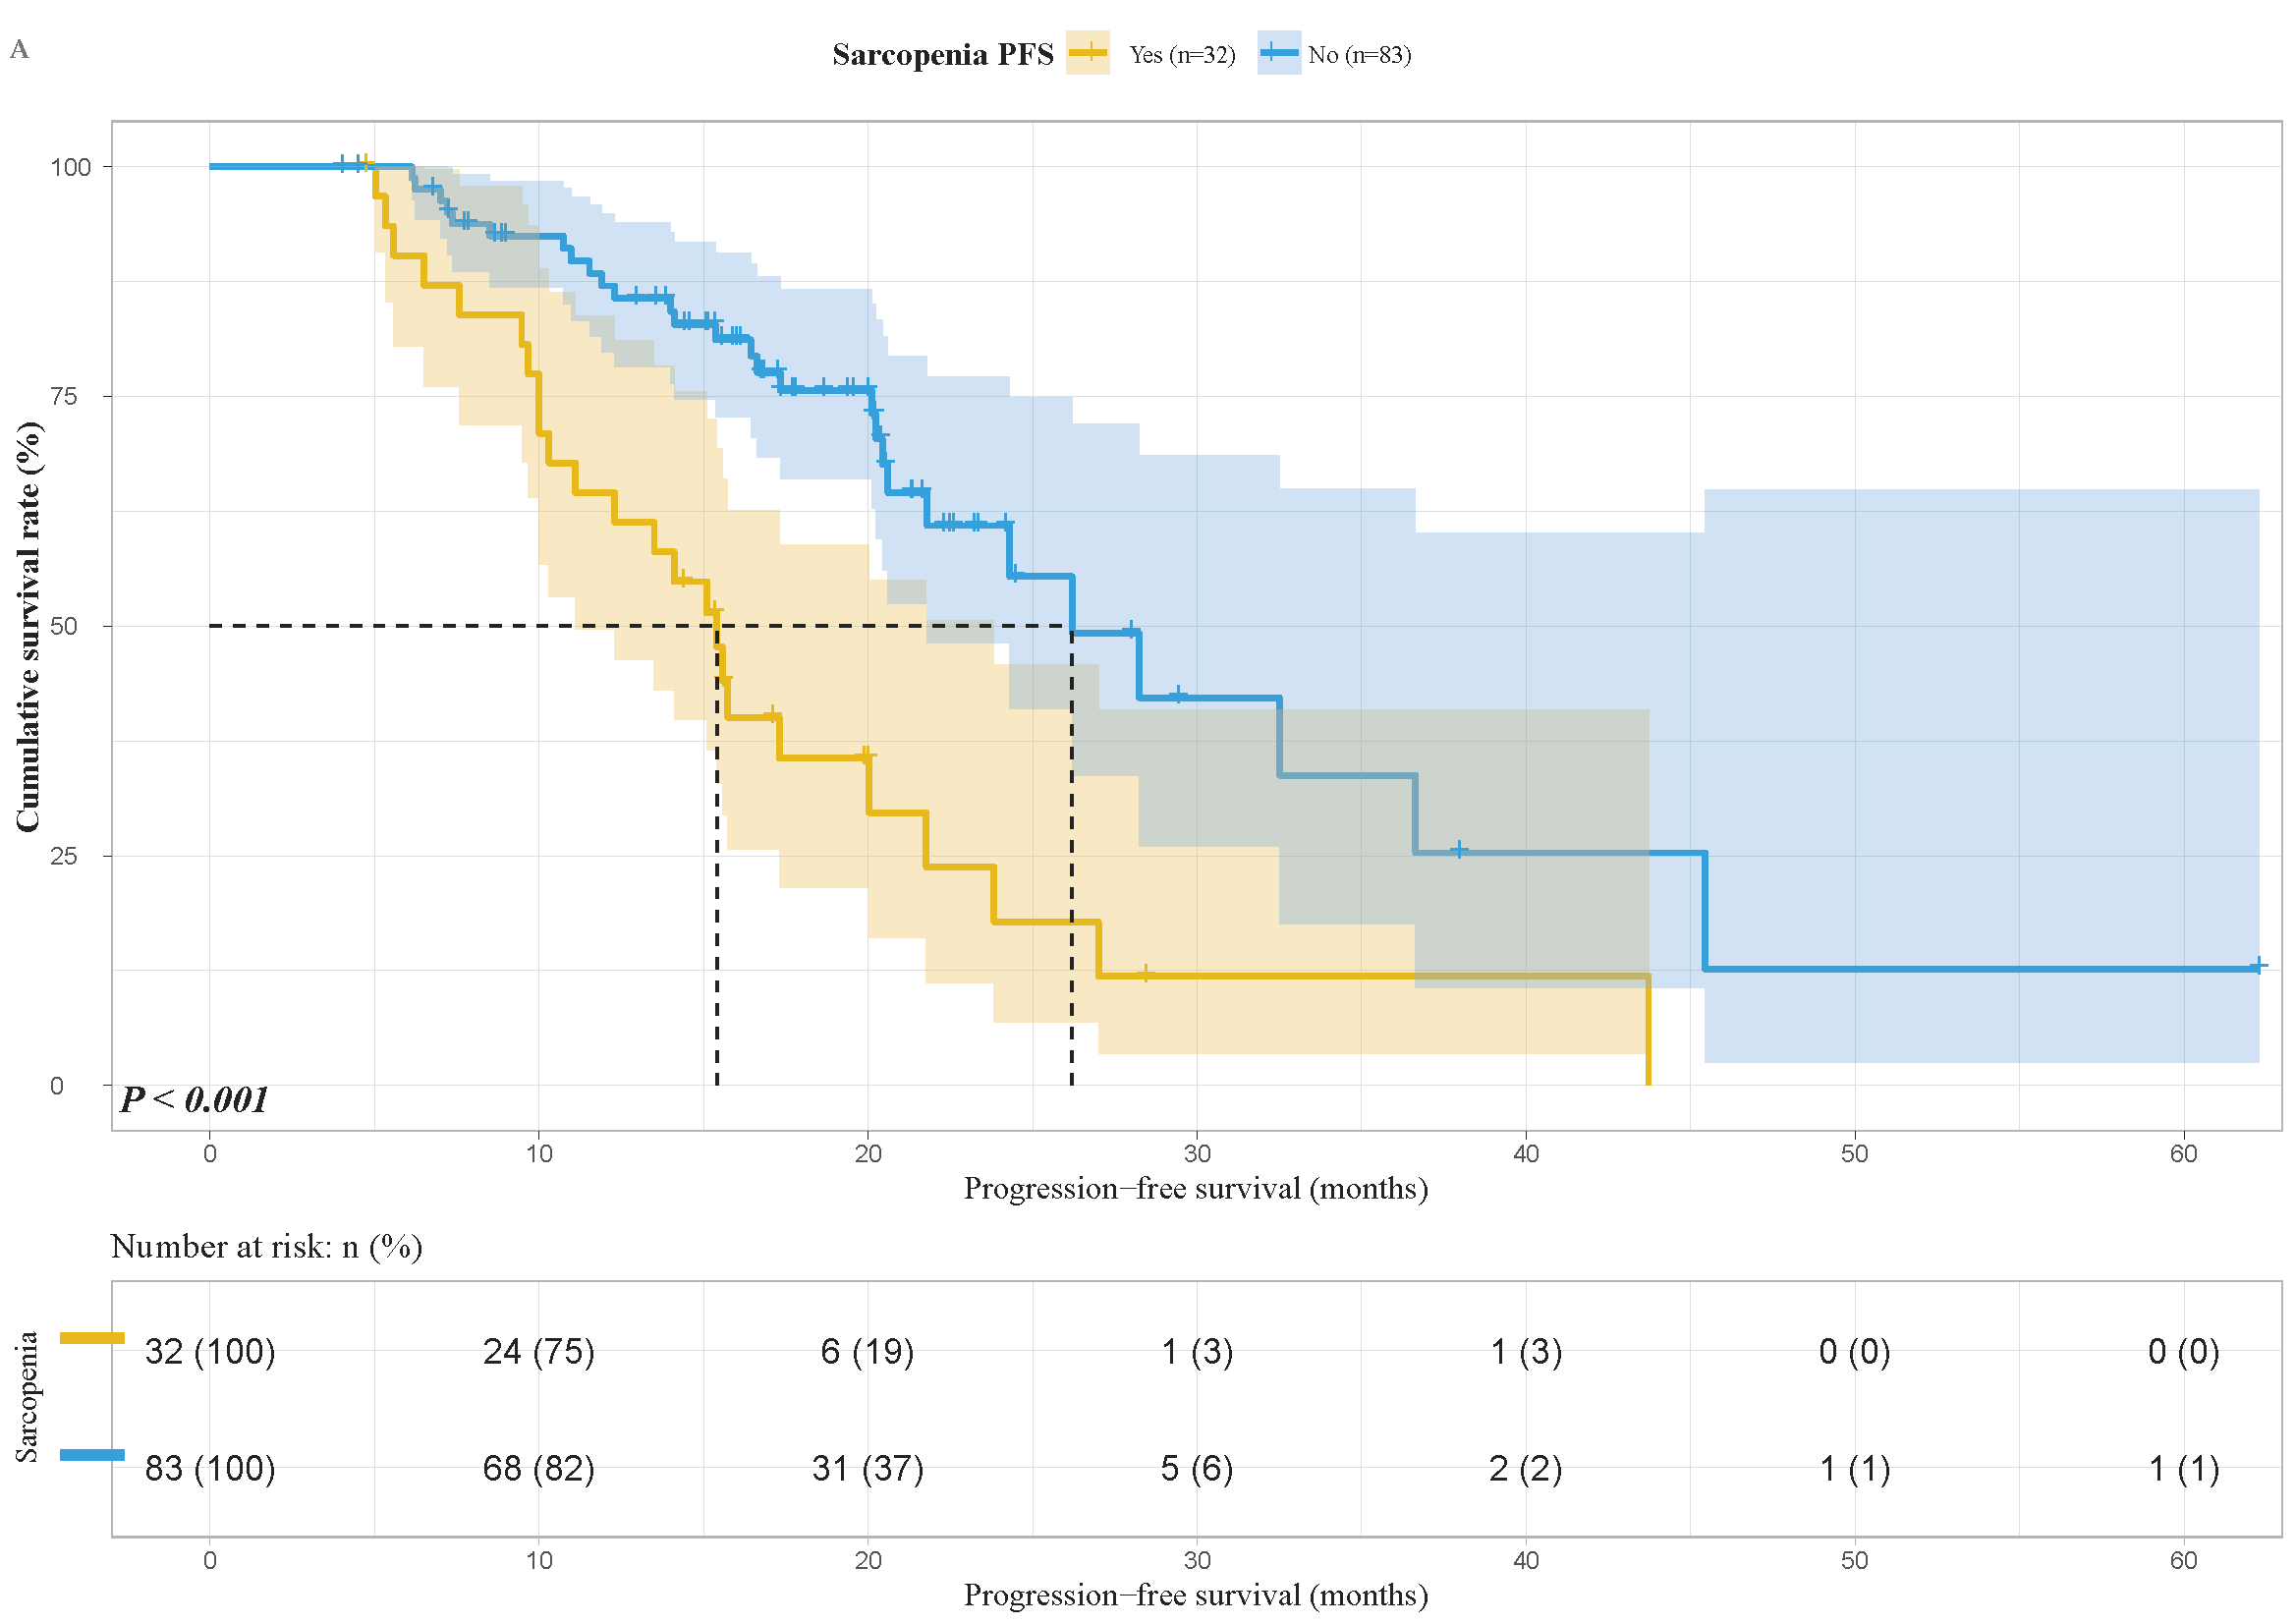 A
Sarcopenia PFS Yes (n=32) No (n=83)
Cumulative survival rate (%)
100
75
50
25
0
P < 0.001
0 10 20 30 40 50 60
Progression−free survival (months)
Number at risk: n (%)
Sarcopenia
32 (100) 24 (75) 6 (19) 1 (3) 1 (3) 0 (0) 0 (0)
83 (100) 68 (82) 31 (37) 5 (6) 2 (2) 1 (1) 1 (1)
0 10 20 30 40 50 60
Progression−free survival (months)